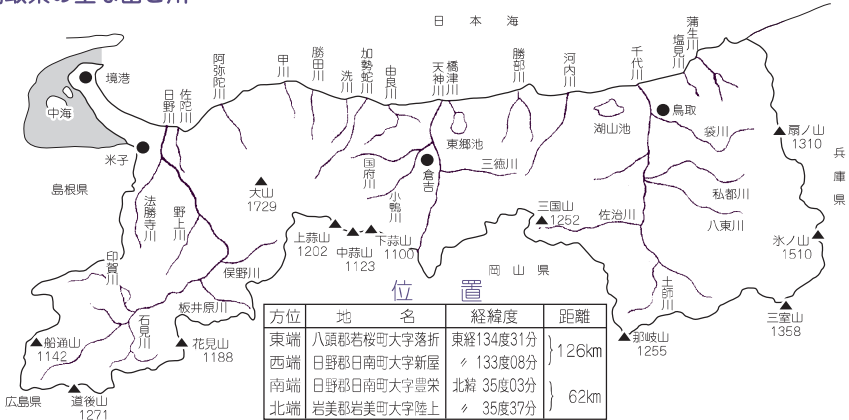 日本海
境港
中海
米子
島根県
日野川
佐陀川
阿弥陀川
甲川
勝田川
洗川
加勢蛇川
由良川
天神川
橋津川
勝部川
河内川
千代川
塩見川
蒲生川
鳥取
湖山池
東郷池
袋川
扇ノ山
1310
兵庫県
三徳川
国府川
倉吉
小鴨川
大山
1729
法勝寺川
野上川
私都川
八東川
佐治川
三国山
1252
上蒜山
1202
中蒜山
1123
下蒜山
1100
氷ノ山
1510
岡山県
俣野川
印賀川
板井原川
石見川
土師川
三室山
1358
那岐山
1255
船通山
1142
花見山
1188
広島県
道後山
1271
位置
方位 地名 経緯度 距離
東端 八頭郡若桜町大字落折 東経134度31分 126km
西端 日野郡日南町大字新屋 〃 133度08分
南端 日野郡日南町大字豊栄 北緯 35度03分 62km
北端 岩美郡岩美町大字陸上 〃 35度37分